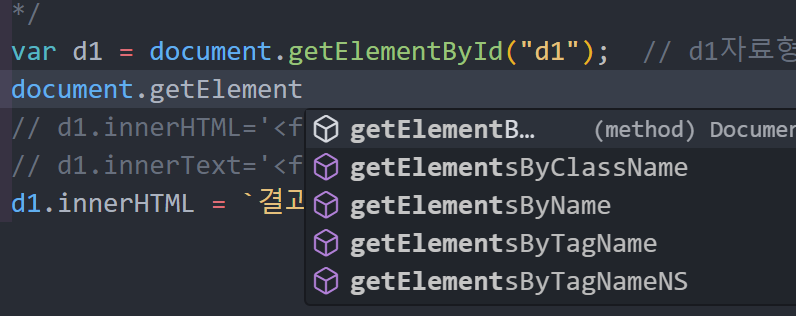 */
var d1 = document.getElementById("d1");  // d1자료형
document.getElement
getElementB… (method) Documen
// d1.innerHTML='<f
getElementsByClassName
// d1.innerText='<f
getElementsByName
d1.innerHTML = `결과
getElementsByTagName
getElementsByTagNameNS